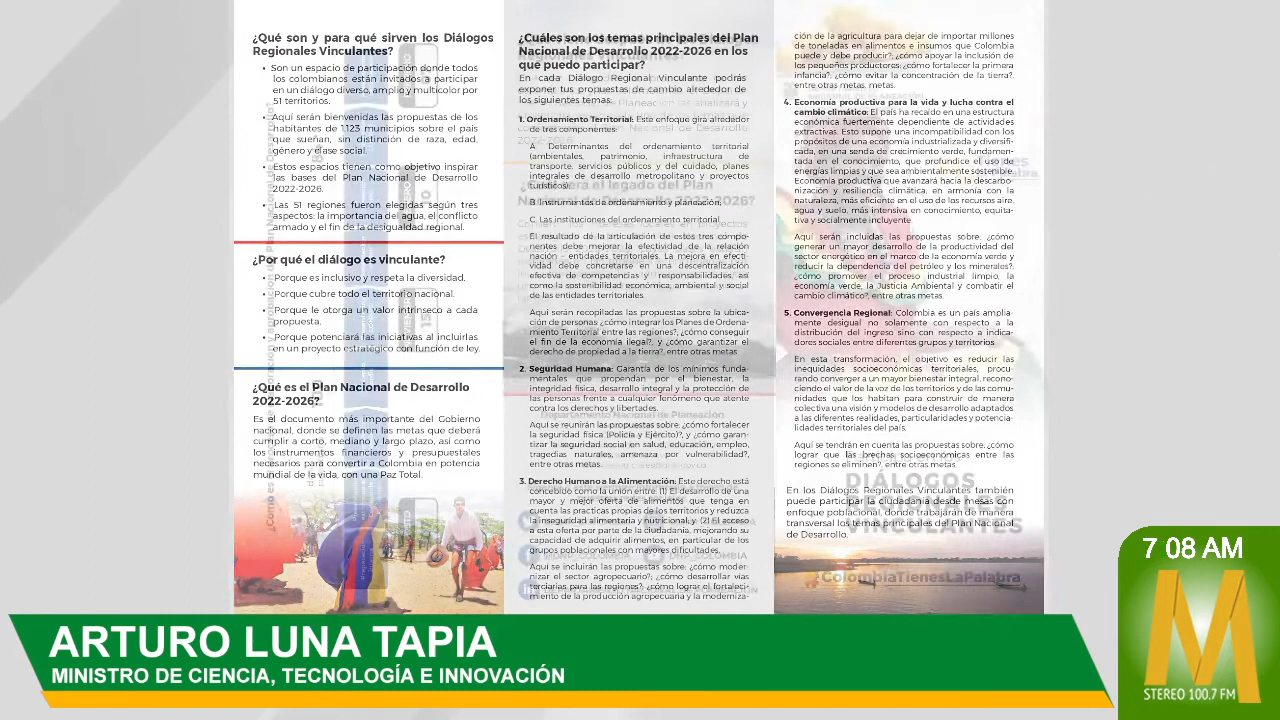 ¿Qué son y para qué sirven los Diálogos
Regionales Vinculantes?
• Son un espacio de participación donde todos
los colombianos están invitados a participar
en un diálogo diverso, amplio y multicolor por
51 territorios.
• Aquí serán bienvenidas las propuestas de los
habitantes de 1.123 municipios sobre el país
que sueñan, sin distinción de raza, edad,
género y clase social.
• Estos espacios tienen como objetivo inspirar
las bases del Plan Nacional de Desarrollo
2022-2026.
• Las 51 regiones fueron elegidas según tres
aspectos: la importancia del agua, el conflicto
armado y el fin de la desigualdad regional.
¿Por qué el diálogo es vinculante?
• Porque es inclusivo y respeta la diversidad.
• Porque cubre todo el territorio nacional.
• Porque le otorga un valor intrínseco a cada
propuesta.
• Porque potenciará las iniciativas al incluirlas
en un proyecto estratégico con función de ley.
¿Qué es el Plan Nacional de Desarrollo
2022-2026?
Es el documento más importante del Gobierno
nacional, donde se definen las metas que deberá
cumplir a corto, mediano y largo plazo, así como
los instrumentos financieros y presupuestales
necesarios para convertir a Colombia en potencia
mundial de la vida, con una Paz Total.
¿Cuáles son los temas principales del Plan
Nacional de Desarrollo 2022-2026 en los
que puedo participar?
En cada Diálogo Regional Vinculante podrás
exponer tus propuestas de cambio alrededor de
los siguientes temas.
1. Ordenamiento Territorial: Este enfoque gira alrededor
de tres componentes:
A. Determinantes del ordenamiento territorial
(ambientales, patrimonio, infraestructura de
transporte, servicios públicos y del cuidado, planes
integrales de desarrollo metropolitano y proyectos
turísticos);
B. Instrumentos de ordenamiento y planeación;
C. Las instituciones del ordenamiento territorial.
El resultado de la articulación de estos tres compo-
nentes debe mejorar la efectividad de la relación
nación – entidades territoriales. La mejora en efecti-
vidad debe concretarse en una descentralización
efectiva de competencias y responsabilidades, así
como la sostenibilidad económica, ambiental y social
de las entidades territoriales.
Aquí serán recopiladas las propuestas sobre la ubica-
ción de personas ¿cómo integrar los Planes de Ordena-
miento Territorial entre las regiones?, ¿cómo conseguir
el fin de la economía ilegal?, y ¿cómo garantizar el
derecho de propiedad a la tierra?, entre otras metas.
2. Seguridad Humana: Garantía de los mínimos funda-
mentales que propendan por el bienestar, la
integridad física, desarrollo integral y la protección de
las personas frente a cualquier fenómeno que atente
contra los derechos y libertades.
Aquí se reunirán las propuestas sobre: ¿cómo fortalecer
la seguridad física (Policía y Ejército)?, y ¿cómo garan-
tizar la seguridad social en salud, educación, empleo,
tragedias naturales, amenaza por vulnerabilidad?,
entre otras metas.
3. Derecho Humano a la Alimentación: Este derecho está
concebido como la unión entre: (1) El desarrollo de una
mayor y mejor oferta de alimentos que tenga en
cuenta las practicas propias de los territorios y reduzca
la inseguridad alimentaria y nutricional, y (2) El acceso
a esta oferta por parte de la ciudadanía, mejorando su
capacidad de adquirir alimentos, en particular de los
grupos poblacionales con mayores dificultades.
Aquí se incluirán las propuestas sobre: ¿cómo moder-
nizar el sector agropecuario?; ¿cómo desarrollar vías
terciarias para las regiones?; ¿cómo lograr el fortaleci-
miento de la producción agropecuaria y la moderniza-
ción de la agricultura para dejar de importar millones
de toneladas en alimentos e insumos que Colombia
puede y debe producir?; ¿cómo apoyar la inclusión de
los pequeños productores; ¿cómo fortalecer la primera
infancia?; ¿cómo evitar la concentración de la tierra?.
entre otras metas. metas.
4. Economía productiva para la vida y lucha contra el
cambio climático: El país ha recaído en una estructura
económica fuertemente dependiente de actividades
extractivas. Esto supone una incompatibilidad con los
propósitos de una economía industrializada y diversifi-
cada, en una senda de crecimiento verde, fundamen-
tada en el conocimiento, que profundice el uso de
energías limpias y que sea ambientalmente sostenible.
Economía productiva que avanzará hacia la descarbo-
nización y resiliencia climática, en armonía con la
naturaleza, más eficiente en el uso de los recursos aire,
agua y suelo, más intensiva en conocimiento, equita-
tiva y socialmente incluyente.
Aquí serán incluidas las propuestas sobre: ¿cómo
generar un mayor desarrollo de la productividad del
sector energético en el marco de la economía verde y
reducir la dependencia del petróleo y los minerales?;
¿cómo promover el proceso industrial limpio, la
economía verde, la Justicia Ambiental y combatir el
cambio climático?, entre otras metas.
5. Convergencia Regional: Colombia es un país amplia-
mente desigual no solamente con respecto a la
distribución del ingreso sino con respecto a indica-
dores sociales entre diferentes grupos y territorios.
En esta transformación, el objetivo es reducir las
inequidades socioeconómicas territoriales, procu-
rando converger a un mayor bienestar integral, recono-
ciendo el valor de la voz de los territorios y de las comu-
nidades que los habitan para construir de manera
colectiva una visión y modelos de desarrollo adaptados
a las diferentes realidades, particularidades y potencia-
lidades territoriales del país.
Aquí se tendrán en cuenta las propuestas sobre: ¿cómo
lograr que las brechas socioeconómicas entre las
regiones se eliminen?, entre otras metas.
En los Diálogos Regionales Vinculantes también
puede participar la ciudadanía desde mesas con
enfoque poblacional, donde trabajarán de manera
transversal los temas principales del Plan Nacional
de Desarrollo.
DIÁLOGOS
REGIONALES
VINCULANTES
#ColombiaTienesLaPalabra
7 08 AM
M
STEREO 100.7 FM
ARTURO LUNA TAPIA
MINISTRO DE CIENCIA, TECNOLOGÍA E INNOVACIÓN